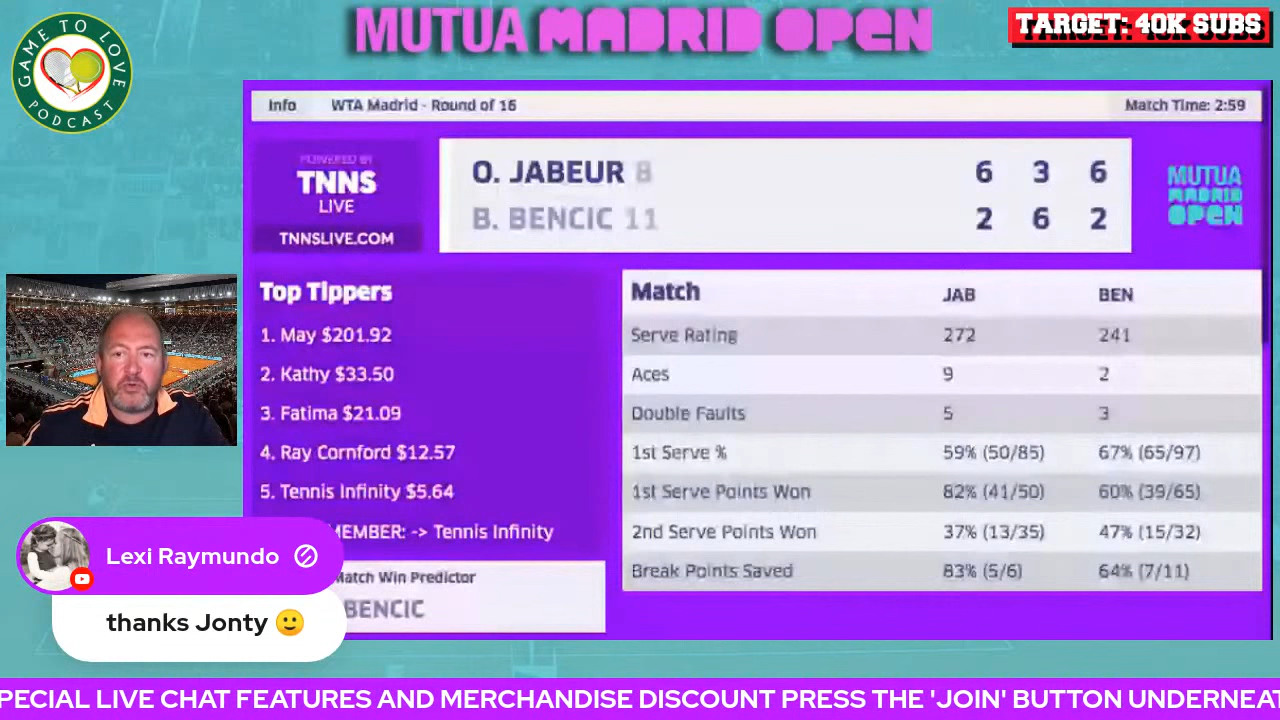 GAME TO LOVE
PODCAST
MUTUA MADRID OPEN
TARGET: 40K SUBS
Info WTA Madrid - Round of 16 Match Time: 2:59
POWERED BY
TNNS
LIVE
TNNSLIVE.COM
O. JABEUR 8 6 3 6
B. BENCIC 11 2 6 2
MUTUA
MADRID
OPEN
Top Tippers
1. May $201.92
2. Kathy $33.50
3. Fatima $21.09
4. Ray Cornford $12.57
5. Tennis Infinity $5.64
MEMBER: -> Tennis Infinity
Match Win Predictor
BENCIC
Match JAB BEN
Serve Rating 272 241
Aces 9 2
Double Faults 5 3
1st Serve % 59% (50/85) 67% (65/97)
1st Serve Points Won 82% (41/50) 60% (39/65)
2nd Serve Points Won 37% (13/35) 47% (15/32)
Break Points Saved 83% (5/6) 64% (7/11)
Lexi Raymundo
thanks Jonty 🙂
PECIAL LIVE CHAT FEATURES AND MERCHANDISE DISCOUNT PRESS THE 'JOIN' BUTTON UNDERNEAT